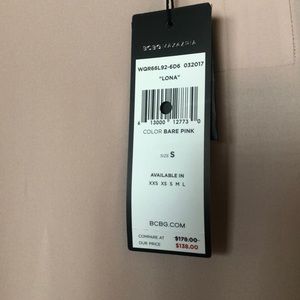 BCBGMAXAZRIA
WQR66L92-6D6 032017
"LONA"
6 13000 12773 0
COLOR BARE PINK
SIZE S
AVAILABLE IN
XXS XS S M L
BCBG.COM
COMPARE AT $178.00
OUR PRICE $138.00